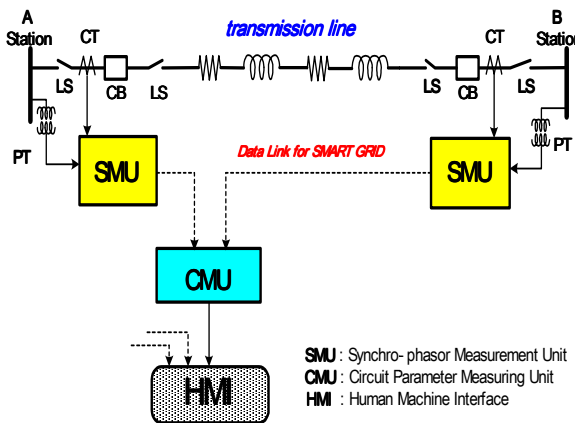 A
Station
CT
transmission line
CT
B
Station
LS
CB
LS
LS
CB
LS
PT
SMU
Data Link for SMART GRID
SMU
PT
CMU
HMI
SMU : Synchro- phasor Measurement Unit
CMU : Circuit Parameter Measuring Unit
HMI : Human Machine Interface